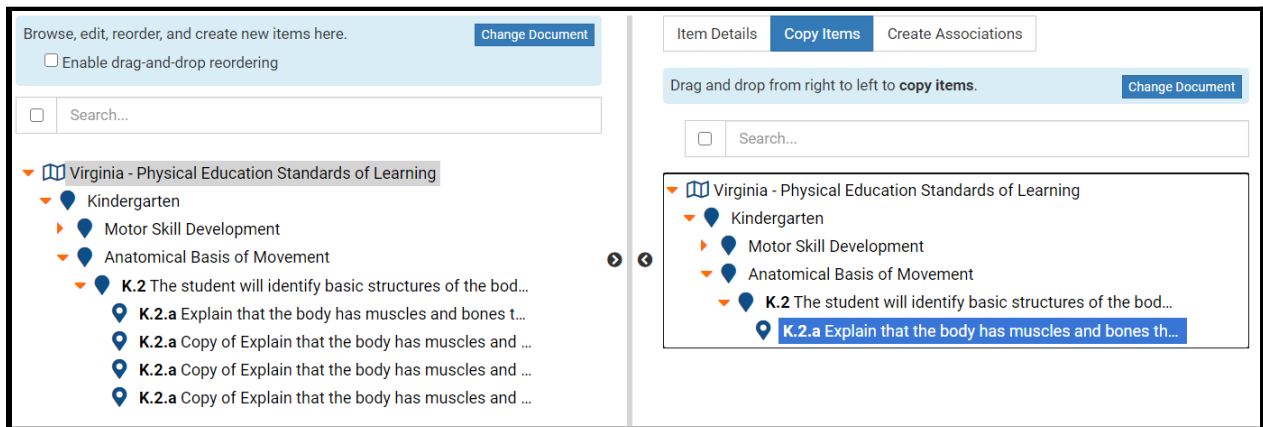 Browse, edit, reorder, and create new items here.
Change Document
Enable drag-and-drop reordering
Search...
Virginia - Physical Education Standards of Learning
Kindergarten
Motor Skill Development
Anatomical Basis of Movement
K.2 The student will identify basic structures of the bod...
K.2.a Explain that the body has muscles and bones t...
K.2.a Copy of Explain that the body has muscles and ...
K.2.a Copy of Explain that the body has muscles and ...
K.2.a Copy of Explain that the body has muscles and ...
Item Details
Copy Items
Create Associations
Drag and drop from right to left to copy items.
Change Document
Search...
Virginia - Physical Education Standards of Learning
Kindergarten
Motor Skill Development
Anatomical Basis of Movement
K.2 The student will identify basic structures of the bod...
K.2.a Explain that the body has muscles and bones th...